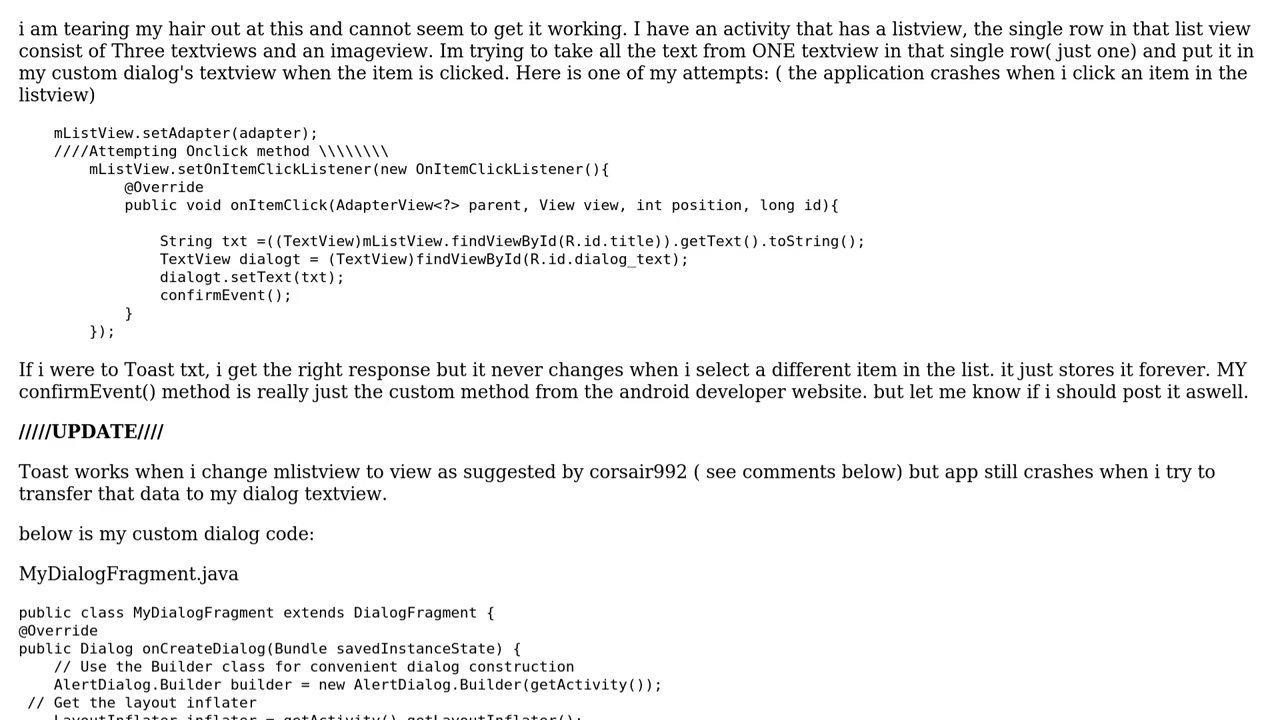 i am tearing my hair out at this and cannot seem to get it working. I have an activity that has a listview, the single row in that list view
consist of Three textviews and an imageview. Im trying to take all the text from ONE textview in that single row( just one) and put it in
my custom dialog's textview when the item is clicked. Here is one of my attempts: ( the application crashes when i click an item in the
listview)
mListView.setAdapter(adapter);
////Attempting Onclick method \\\\\\\\
mListView.setOnItemClickListener(new OnItemClickListener(){
@Override
public void onItemClick(AdapterView<?> parent, View view, int position, long id){
String txt =((TextView)mListView.findViewById(R.id.title)).getText().toString();
TextView dialogt = (TextView)findViewById(R.id.dialog_text);
dialogt.setText(txt);
confirmEvent();
}
});
If i were to Toast txt, i get the right response but it never changes when i select a different item in the list. it just stores it forever. MY
confirmEvent() method is really just the custom method from the android developer website. but let me know if i should post it aswell.
/////UPDATE////
Toast works when i change mlistview to view as suggested by corsair992 ( see comments below) but app still crashes when i try to
transfer that data to my dialog textview.
below is my custom dialog code:
MyDialogFragment.java
public class MyDialogFragment extends DialogFragment {
@Override
public Dialog onCreateDialog(Bundle savedInstanceState) {
// Use the Builder class for convenient dialog construction
AlertDialog.Builder builder = new AlertDialog.Builder(getActivity());
// Get the layout inflater
LayoutInflater inflater = getActivity().getLayoutInflater();